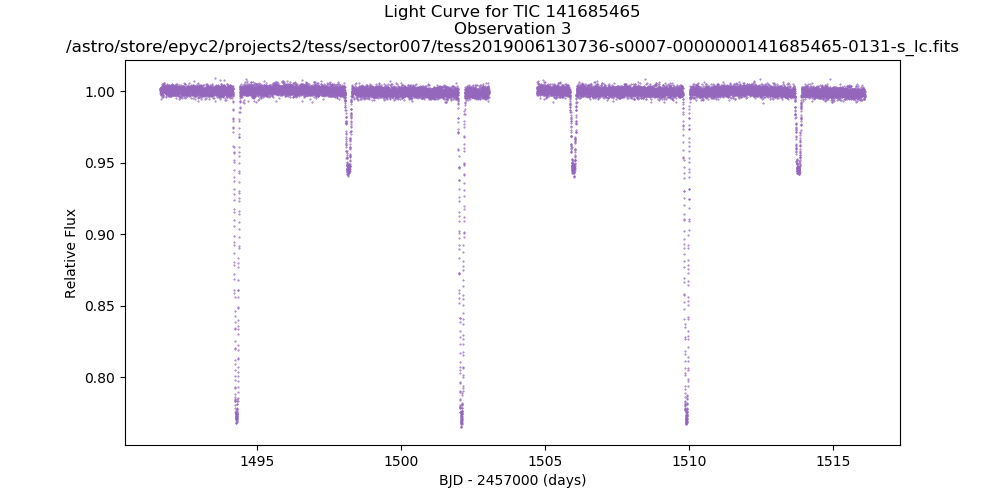 Light Curve for TIC 141685465
Observation 3
/astro/store/epyc2/projects2/tess/sector007/tess2019006130736-s0007-0000000141685465-0131-s_lc.fits
Relative Flux
1.00
0.95
0.90
0.85
0.80
1495
1500
1505
1510
1515
BJD - 2457000 (days)